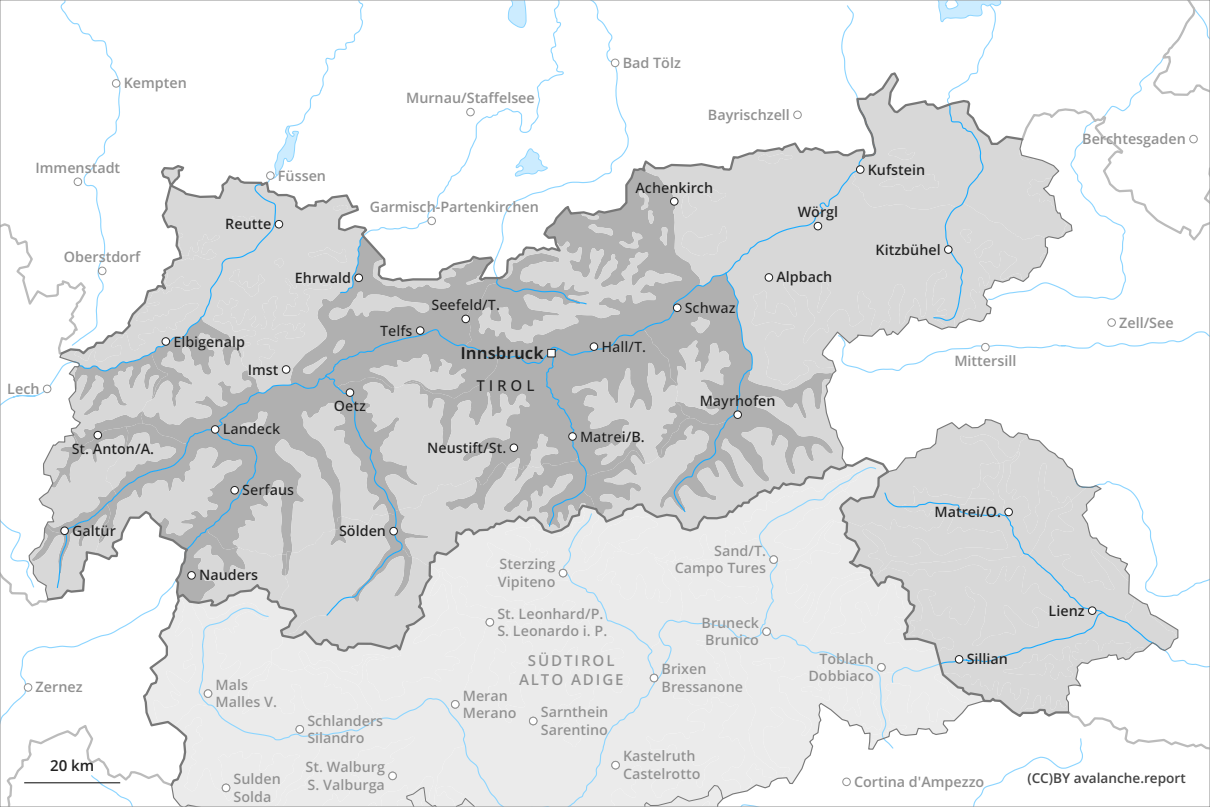 Kempten
Bad Tölz
Murnau/Staffelsee
Bayrischzell
Berchtesgaden
Immenstadt
Füssen
Kufstein
Achenkirch
Garmisch-Partenkirchen
Wörgl
Reutte
Kitzbühel
Oberstdorf
Ehrwald
Alpbach
Seefeld/T.
Schwaz
Zell/See
Telfs
Elbigenalp
Innsbruck
Hall/T.
Mittersill
Imst
TIROL
Lech
Oetz
Mayrhofen
Landeck
St. Anton/A.
Neustift/St.
Matrei/B.
Serfaus
Matrei/O.
Galtür
Sölden
Nauders
Sterzing
Vipiteno
Sand/T.
Campo Tures
St. Leonhard/P.
S. Leonardo i. P.
Bruneck
Brunico
Lienz
SÜDTIROL
ALTO ADIGE
Toblach
Dobbiaco
Sillian
Zernez
Mals
Malles V.
Brixen
Bressanone
Meran
Merano
Sarnthein
Sarentino
Schlanders
Silandro
Kastelruth
Castelrotto
St. Walburg
S. Valburga
Sulden
Solda
Cortina d'Ampezzo
20 km
(CC)BY avalanche.report